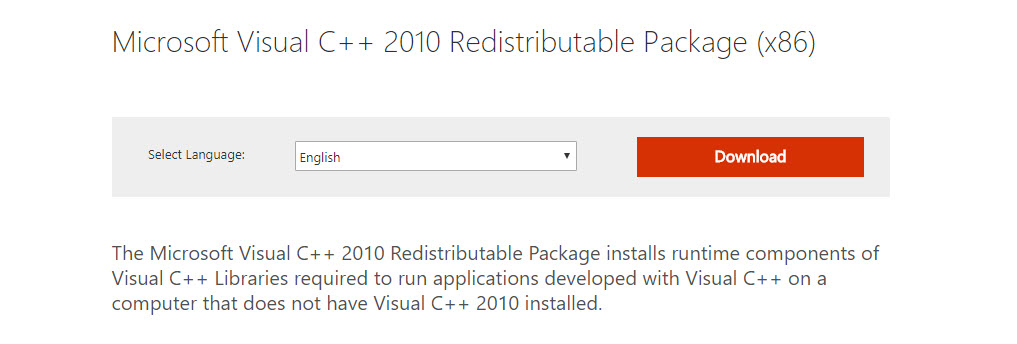 Microsoft Visual C++ 2010 Redistributable Package (x86)
Select Language:
English
Download
The Microsoft Visual C++ 2010 Redistributable Package installs runtime components of
Visual C++ Libraries required to run applications developed with Visual C++ on a
computer that does not have Visual C++ 2010 installed.